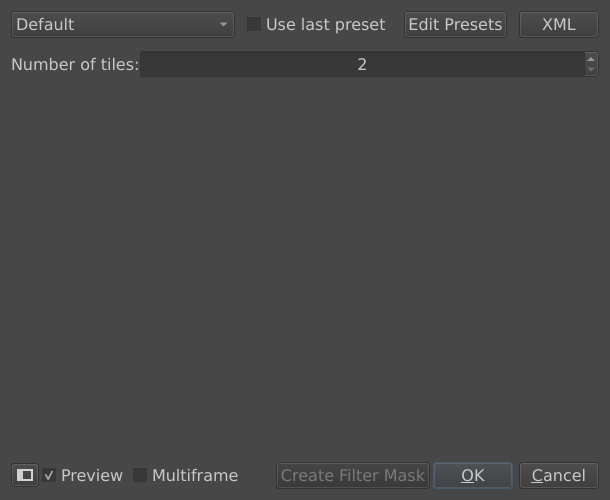 Default Use last preset Edit Presets XML
Number of tiles: 2
Preview Multiframe Create Filter Mask OK Cancel